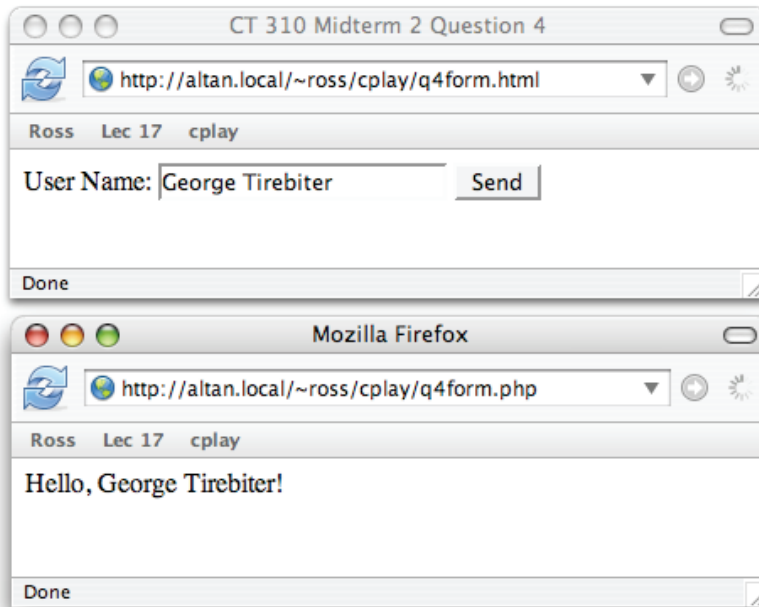 CT 310 Midterm 2 Question 4
http://altan.local/~ross/cplay/q4form.html
Ross Lec 17 cplay
User Name: George Tirebiter Send
Done
Mozilla Firefox
http://altan.local/~ross/cplay/q4form.php
Ross Lec 17 cplay
Hello, George Tirebiter!
Done